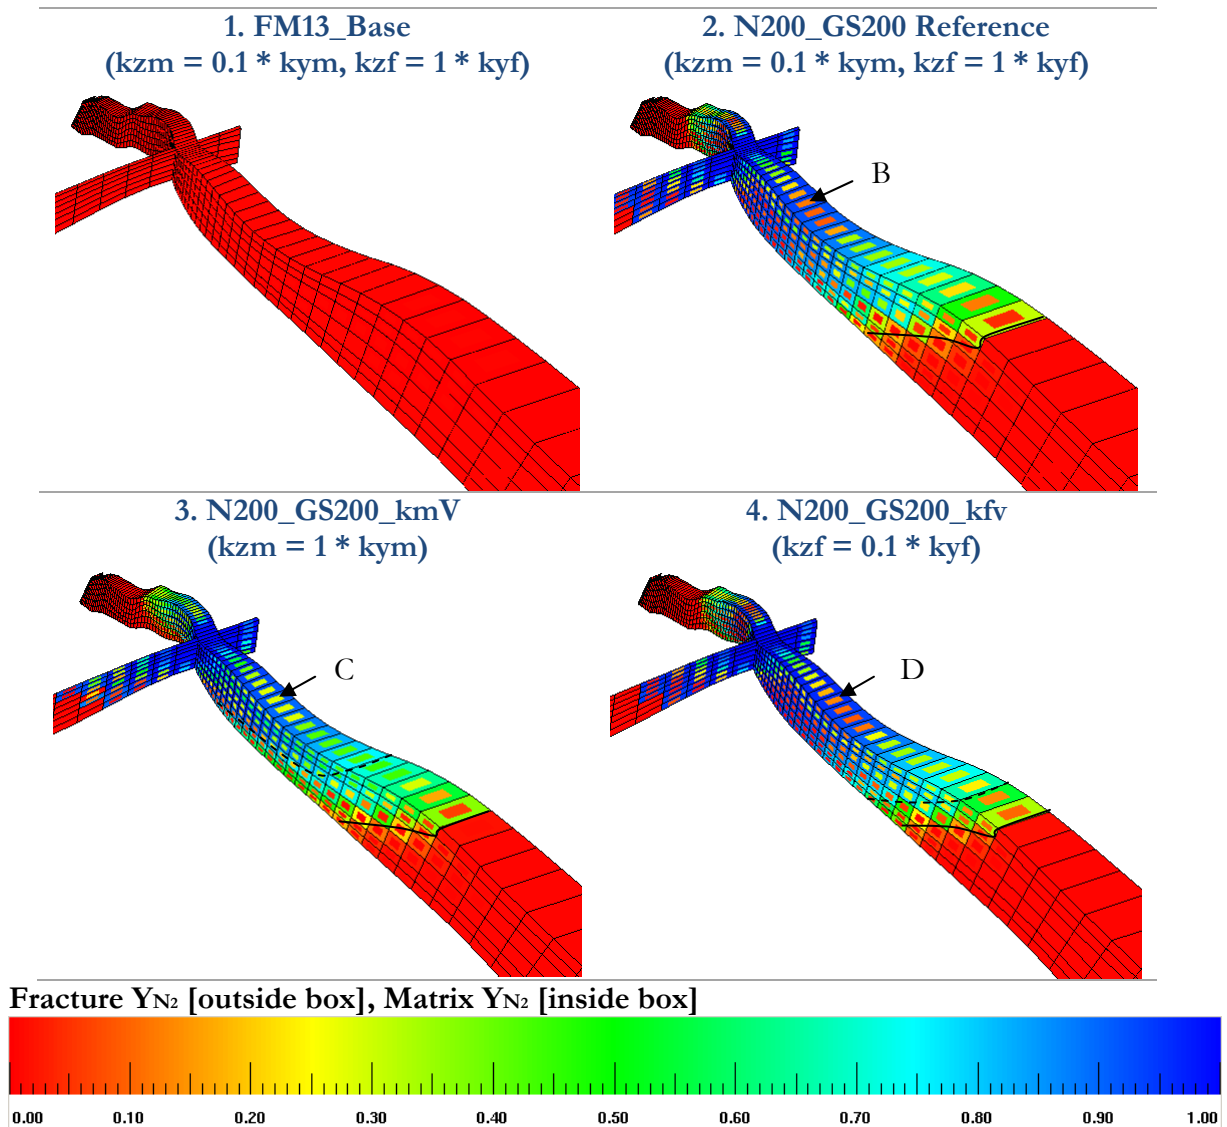 1. FM13_Base
(kzm = 0.1 * kym, kzf = 1 * kyf)
2. N200_GS200 Reference
(kzm = 0.1 * kym, kzf = 1 * kyf)
B
3. N200_GS200_kmV
(kzm = 1 * kym)
4. N200_GS200_kfv
(kzf = 0.1 * kyf)
C
D
Fracture YN2 [outside box], Matrix YN2 [inside box]
0.00 0.10 0.20 0.30 0.40 0.50 0.60 0.70 0.80 0.90 1.00